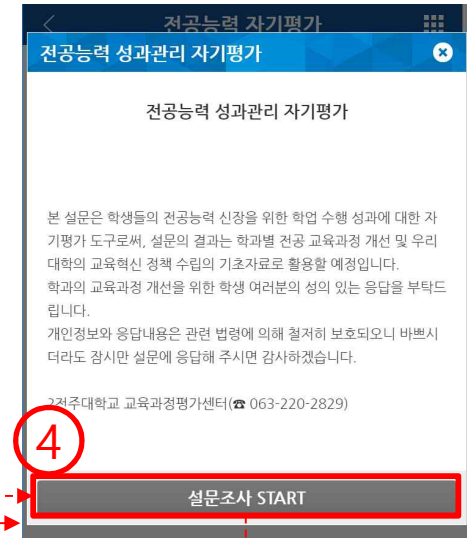 전공능력 자기평가
전공능력 성과관리 자기평가
전공능력 성과관리 자기평가
본 설문은 학생들의 전공능력 신장을 위한 학업 수행 성과에 대한 자
기평가 도구로써, 설문의 결과는 학과별 전공 교육과정 개선 및 우리
대학의 교육혁신 정책 수립의 기초자료로 활용할 예정입니다.
학과의 교육과정 개선을 위한 학생 여러분의 성의 있는 응답을 부탁드
립니다.
개인정보와 응답내용은 관련 법령에 의해 철저히 보호되오니 바쁘시
더라도 잠시만 설문에 응답해 주시면 감사하겠습니다.
?전주대학교 교육과정평가센터(☎ 063-220-2829)
4
설문조사 START